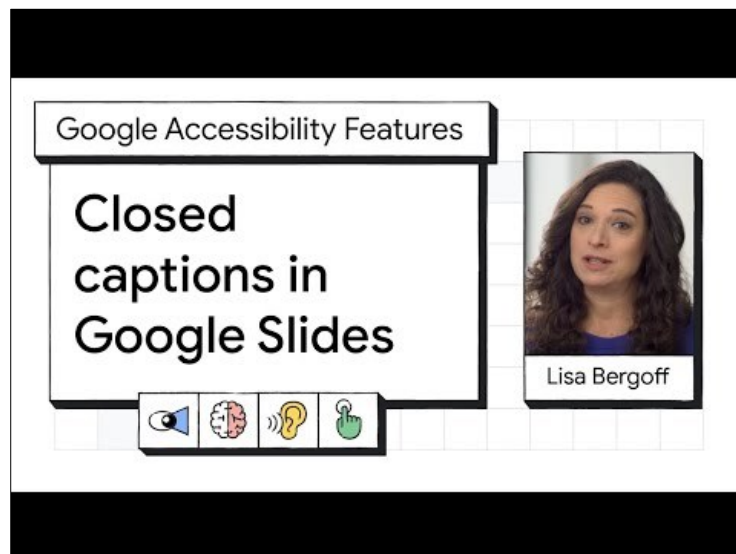 Google Accessibility Features
Closed
captions in
Google Slides
Lisa Bergoff